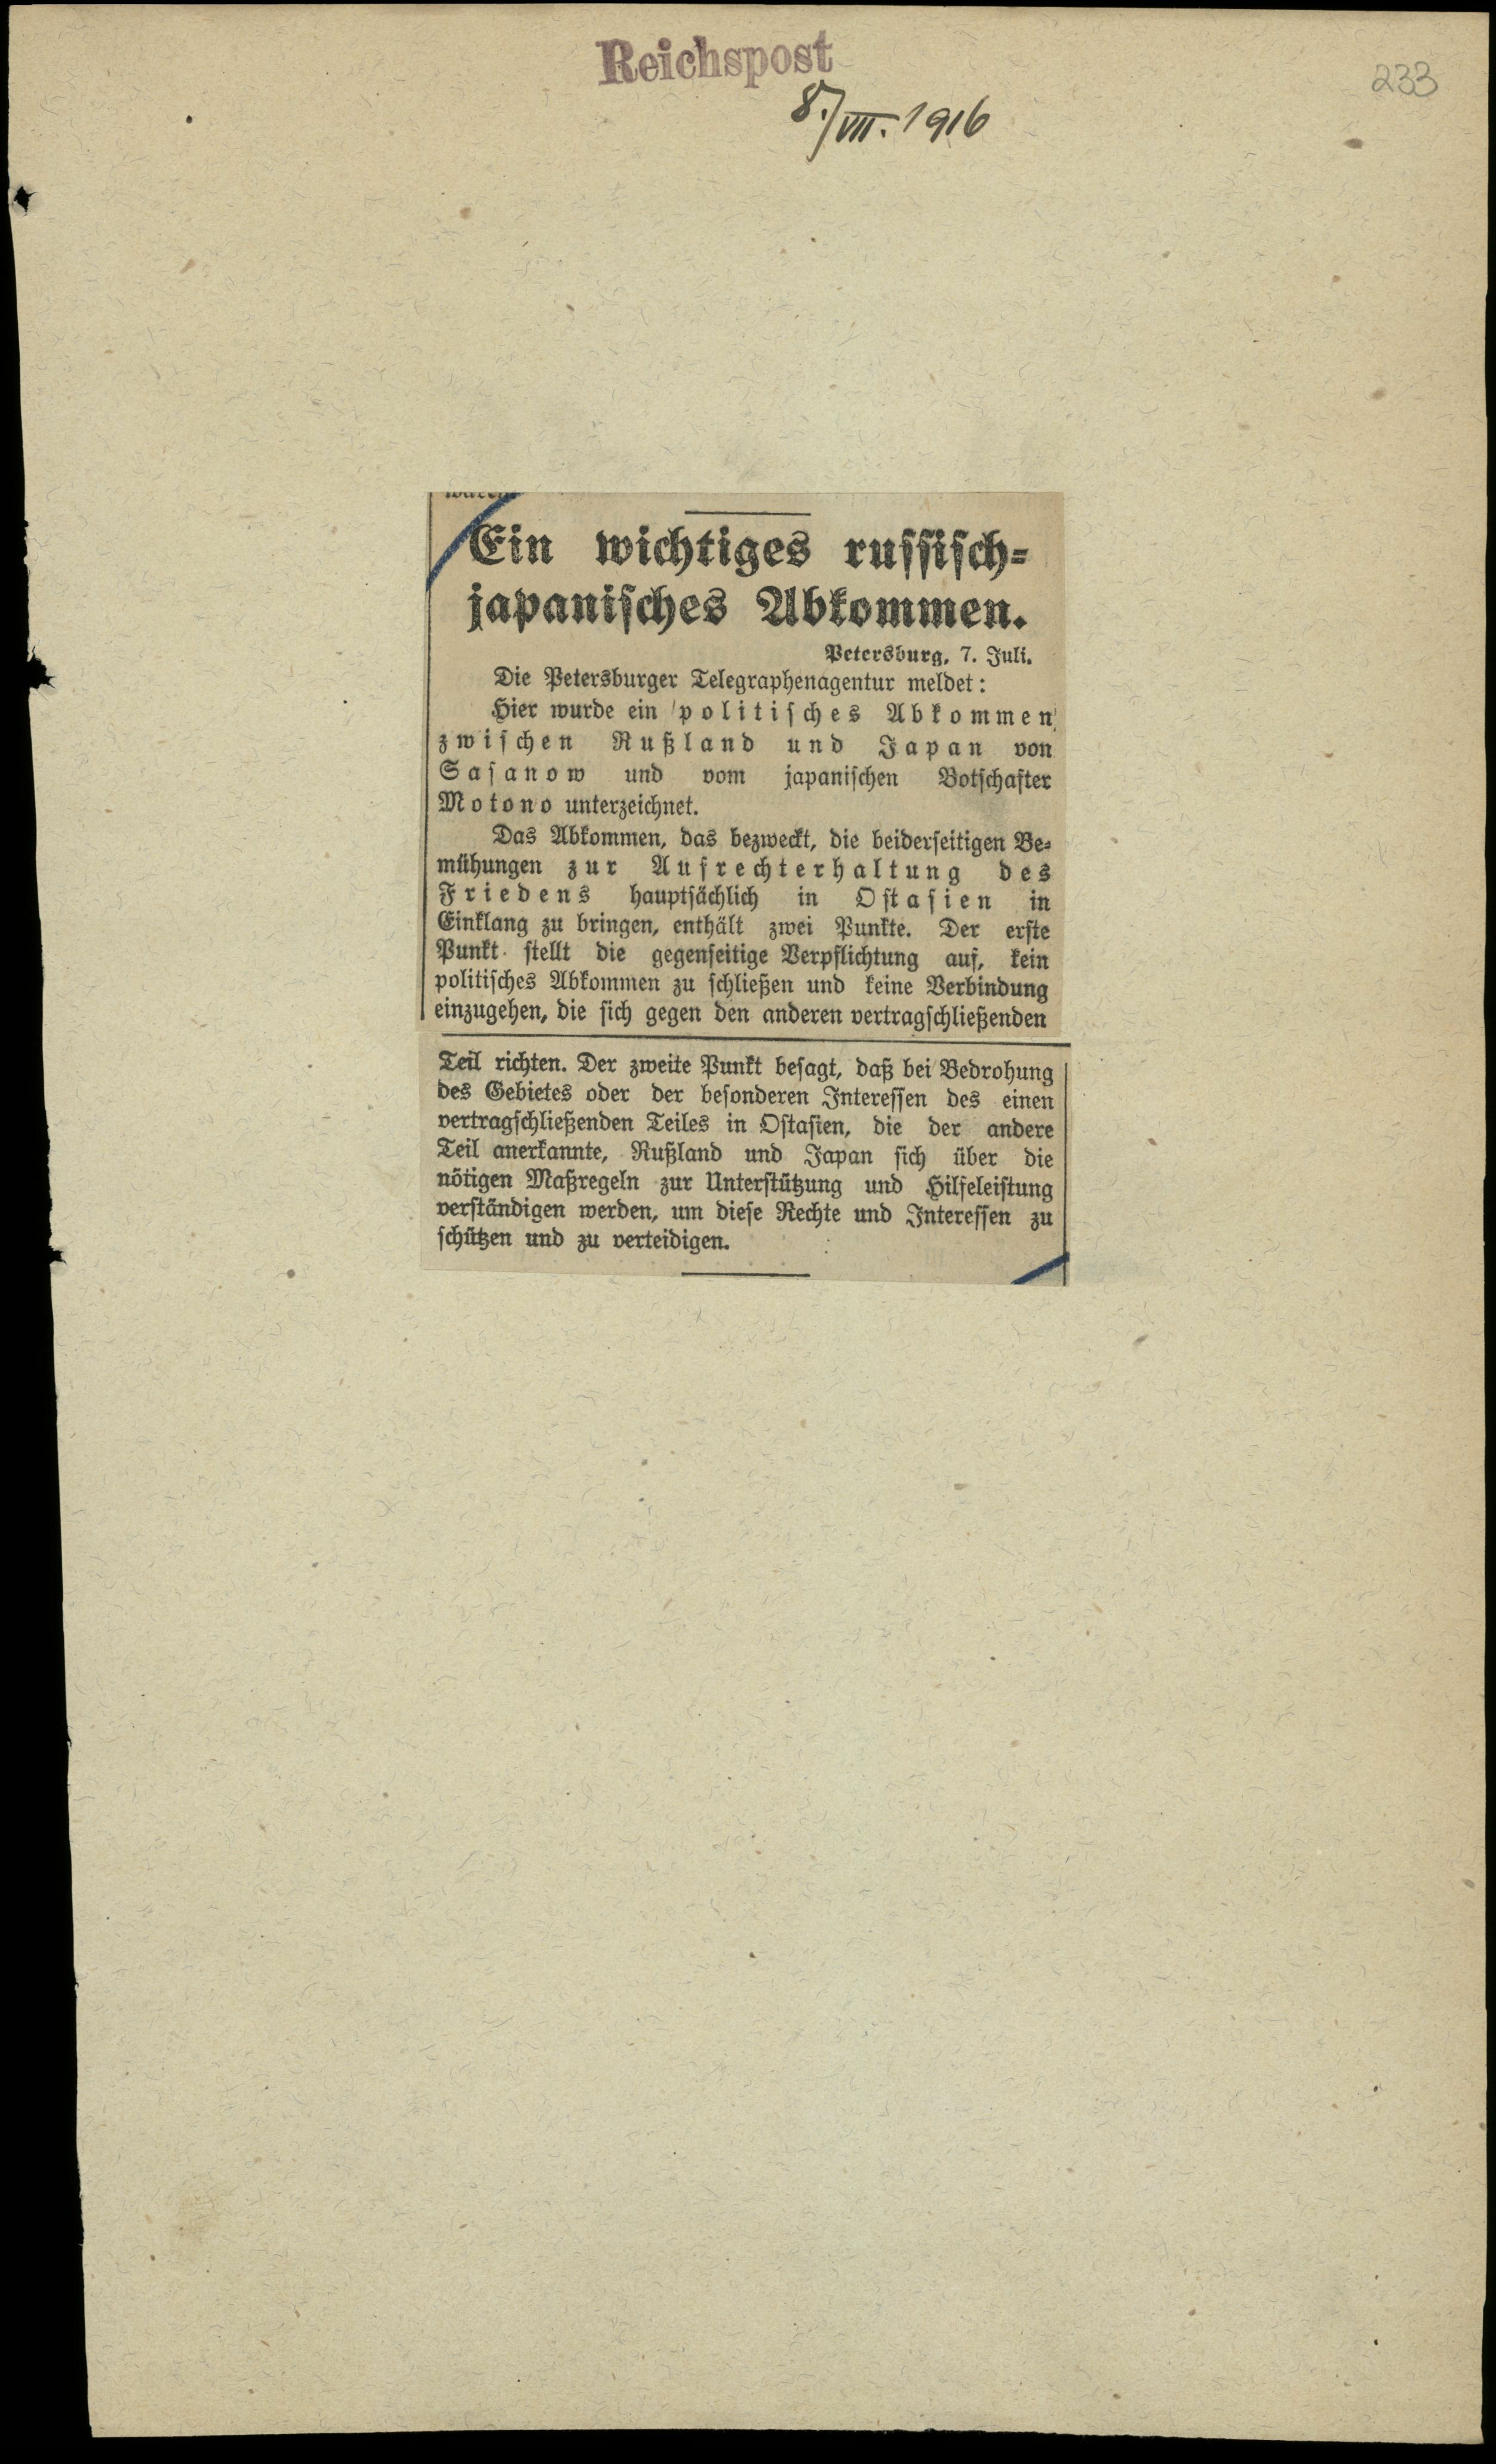 Reichspost
233
8./VII. 1916
Ein wichtiges russisch-
japanisches Abkommen.
Petersburg, 7. Juli.
Die Petersburger Telegraphenagentur meldet:
Hier wurde ein politisches Abkommen
zwischen Rußland und Japan von
Sasanow und vom japanischen Botschafter
Motono unterzeichnet.
Das Abkommen, das bezweckt, die beiderseitigen Be-
mühungen zur Aufrechterhaltung des
Friedens hauptsächlich in Ostasien in
Einklang zu bringen, enthält zwei Punkte. Der erste
Punkt stellt die gegenseitige Verpflichtung auf, kein
politisches Abkommen zu schließen und keine Verbindung
einzugehen, die sich gegen den anderen vertragschließenden
Teil richten. Der zweite Punkt besagt, daß bei Bedrohung
des Gebietes oder der besonderen Interessen des einen
vertragschließenden Teiles in Ostasien, die der andere
Teil anerkannte, Rußland und Japan sich über die
nötigen Maßregeln zur Unterstützung und Hilfeleistung
verständigen werden, um diese Rechte und Interessen zu
schützen und zu verteidigen.